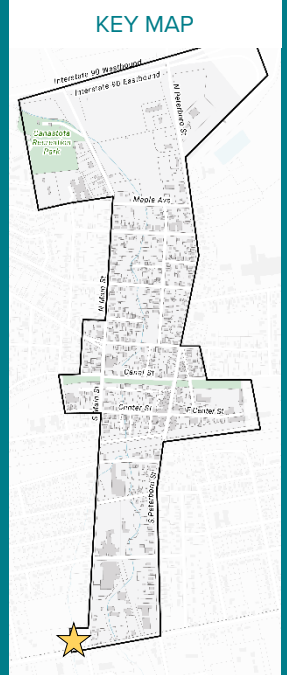 KEY MAP
Interstate 90 Westbound
Interstate 90 Eastbound
N Peterboro St
Canastota
Recreation
Park
Maple Ave
N Main St
Canal St
S Main St
Center St
E Center St
S Peterboro St